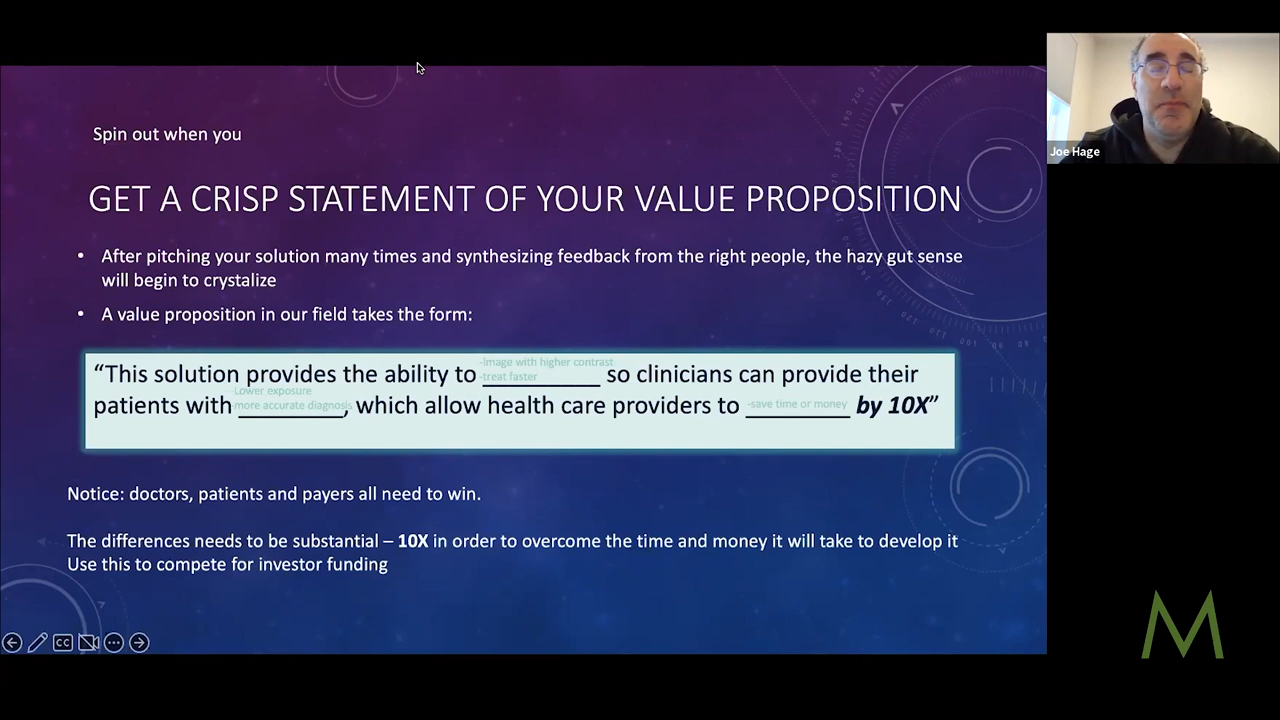 Spin out when you
GET A CRISP STATEMENT OF YOUR VALUE PROPOSITION
• After pitching your solution many times and synthesizing feedback from the right people, the hazy gut sense
will begin to crystalize
• A value proposition in our field takes the form:
-Image with higher contrast
-treat faster
“This solution provides the ability to ___________ so clinicians can provide their
-Lower exposure
-more accurate diagnosis
patients with __________, which allow health care providers to __________ by 10X”
-save time or money
Notice: doctors, patients and payers all need to win.
The differences needs to be substantial – 10X in order to overcome the time and money it will take to develop it
Use this to compete for investor funding
CC
Joe Hage
M